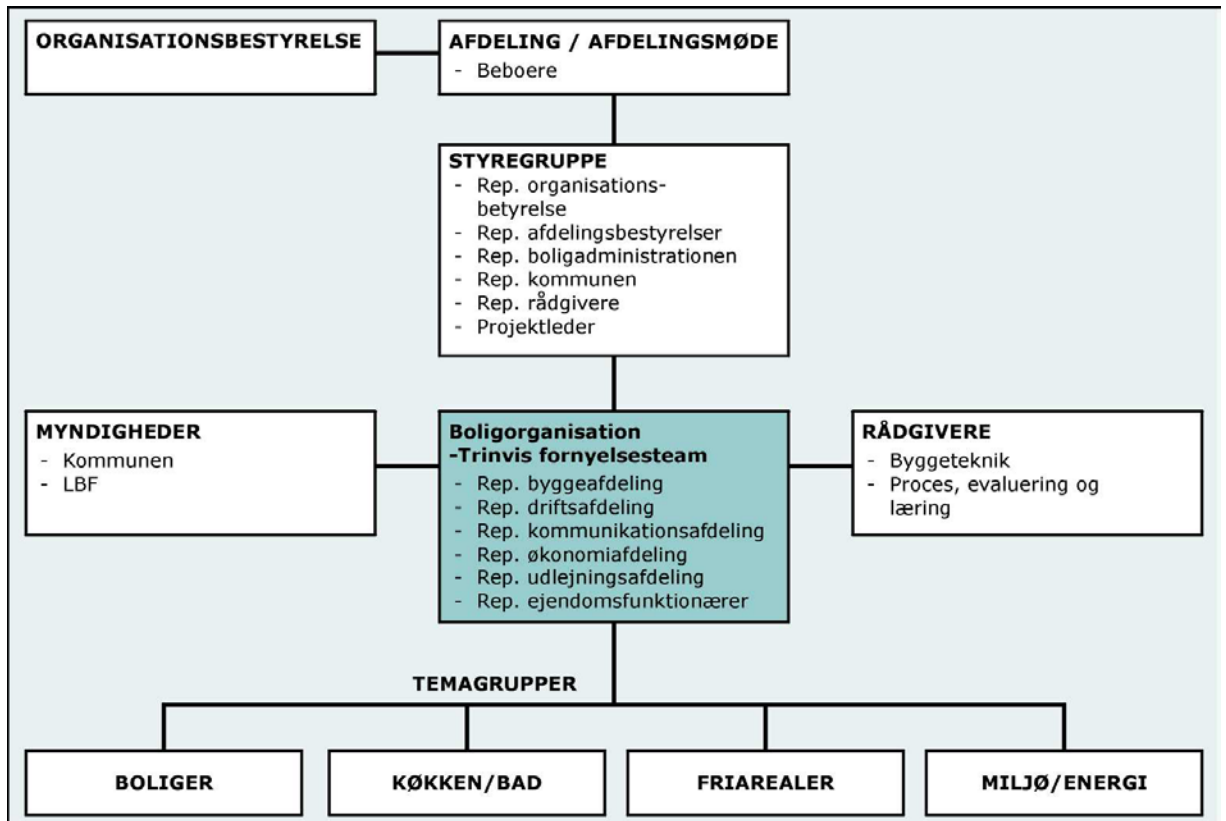 ORGANISATIONSBESTYRELSE
AFDELING / AFDELINGSMØDE
- Beboere
STYREGRUPPE
- Rep. organisations-
betyrelse
- Rep. afdelingsbestyrelser
- Rep. boligadministrationen
- Rep. kommunen
- Rep. rådgivere
- Projektleder
MYNDIGHEDER
- Kommunen
- LBF
Boligorganisation
-Trinvis fornyelsesteam
- Rep. byggeafdeling
- Rep. driftsafdeling
- Rep. kommunikationsafdeling
- Rep. økonomiafdeling
- Rep. udlejningsafdeling
- Rep. ejendomsfunktionærer
RÅDGIVERE
- Byggeteknik
- Proces, evaluering og
læring
TEMAGRUPPER
BOLIGER
KØKKEN/BAD
FRIAREALER
MILJØ/ENERGI